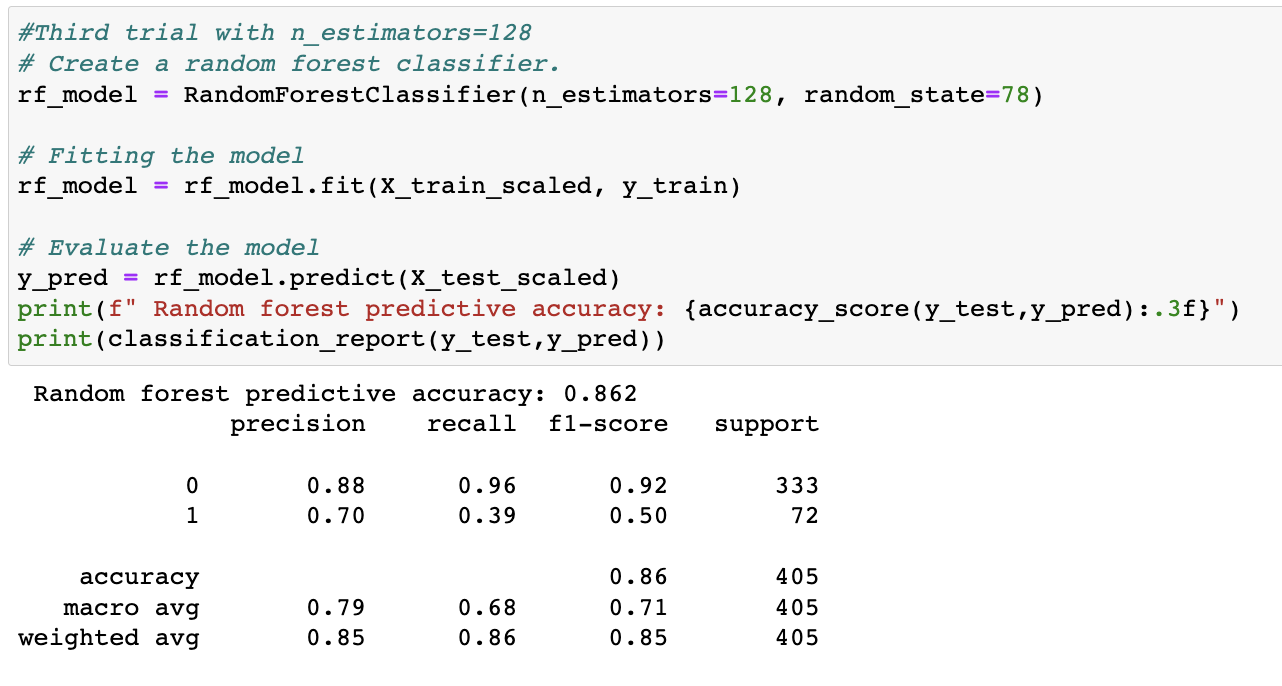 #Third trial with n_estimators=128
# Create a random forest classifier.
rf_model = RandomForestClassifier(n_estimators=128, random_state=78)
# Fitting the model
rf_model = rf_model.fit(X_train_scaled, y_train)
# Evaluate the model
y_pred = rf_model.predict(X_test_scaled)
print(f" Random forest predictive accuracy: {accuracy_score(y_test,y_pred):.3f}")
print(classification_report(y_test,y_pred))
Random forest predictive accuracy: 0.862
precision recall f1-score support
0 0.88 0.96 0.92 333
1 0.70 0.39 0.50 72
accuracy 0.86 405
macro avg 0.79 0.68 0.71 405
weighted avg 0.85 0.86 0.85 405